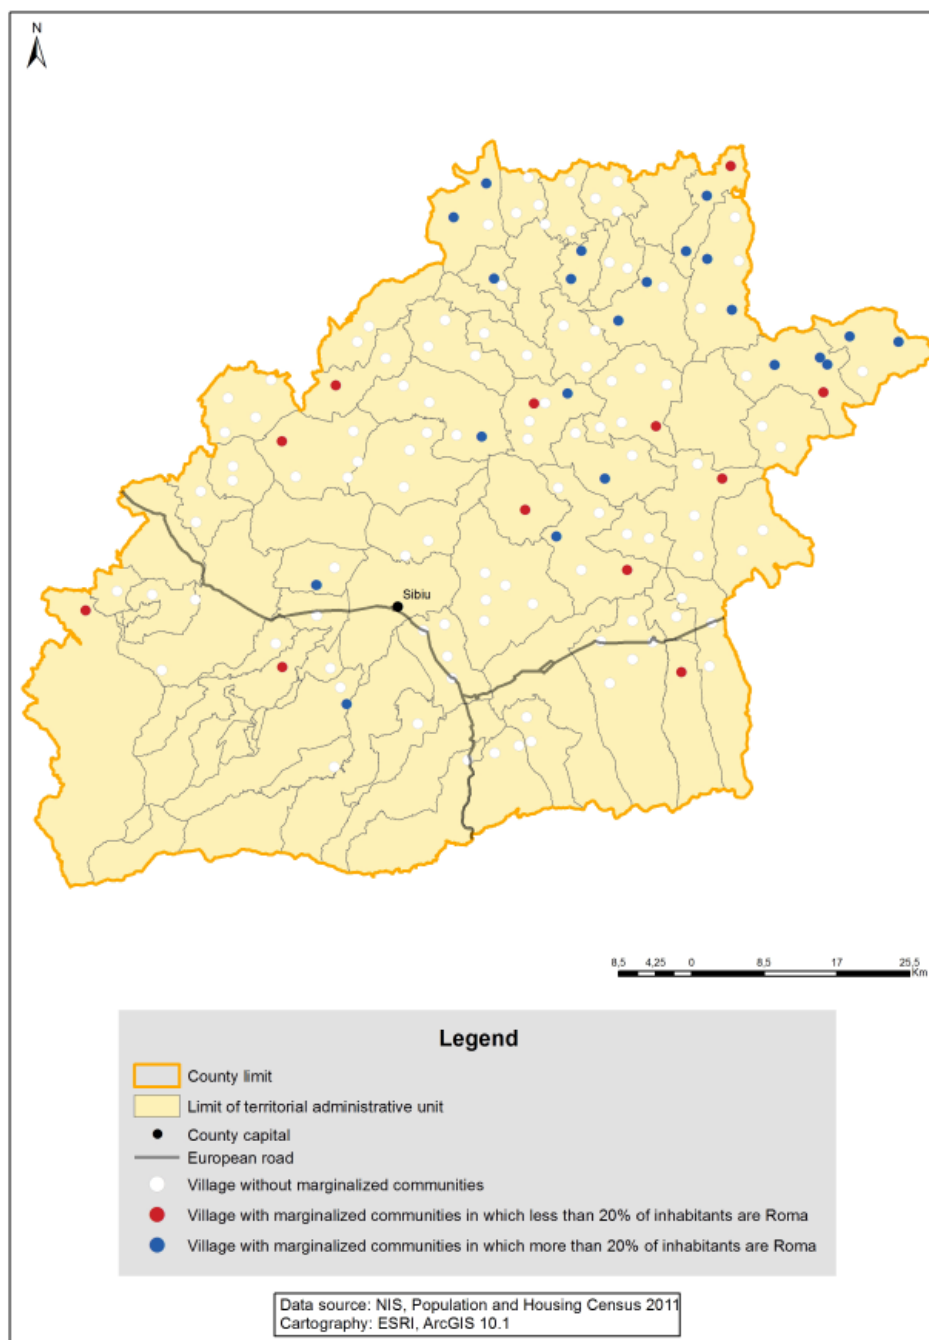 N
Sibiu
8,5 4,25 0 8,5 17 25,5
Km
Legend
County limit
Limit of territorial administrative unit
County capital
European road
Village without marginalized communities
Village with marginalized communities in which less than 20% of inhabitants are Roma
Village with marginalized communities in which more than 20% of inhabitants are Roma
Data source: NIS, Population and Housing Census 2011
Cartography: ESRI, ArcGIS 10.1